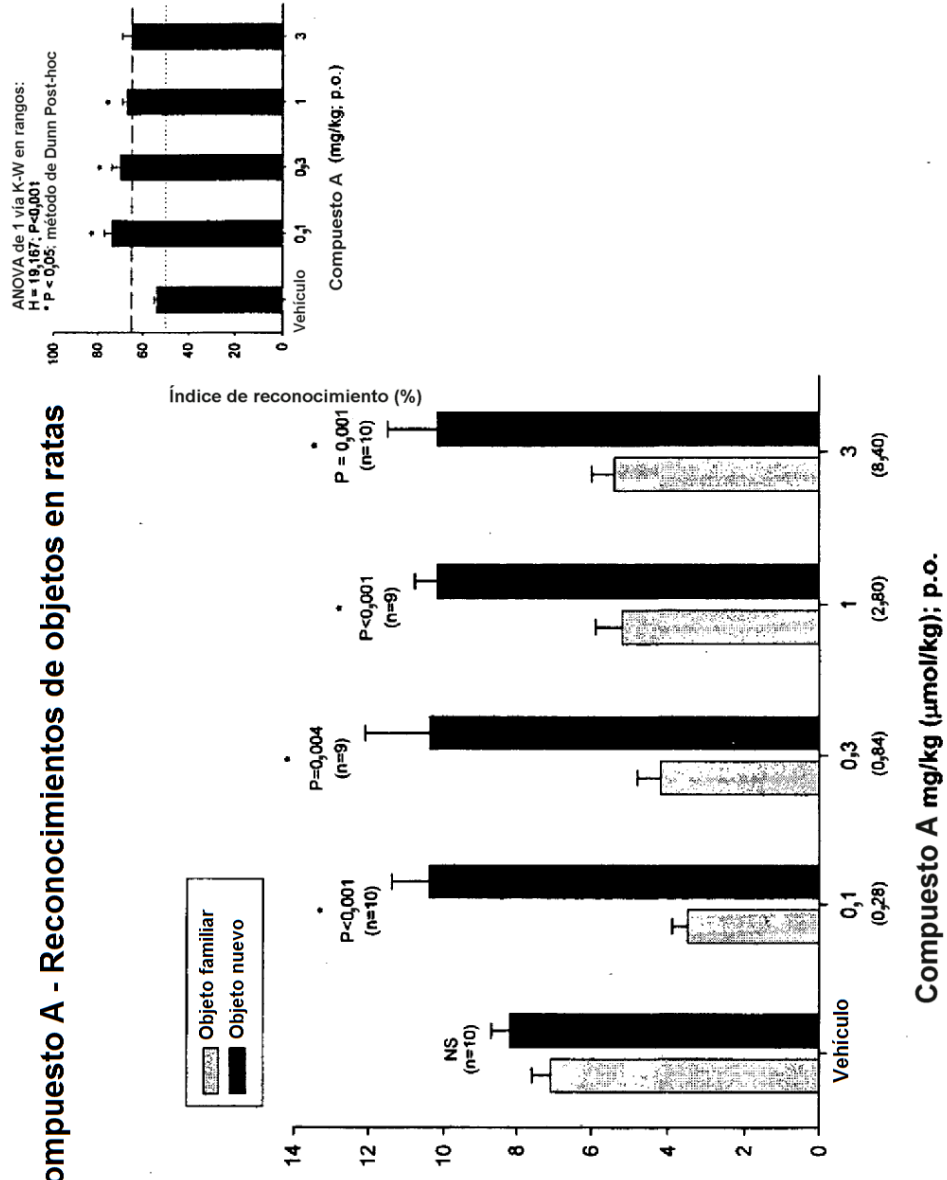 ompuesto A - Reconocimientos de objetos en ratas
ANOVA de 1 vía K-W en rangos:
H = 19,167; P<0,001
* P < 0,05; método de Dunn Post-hoc
100
80
60
40
20
0
* * *
Vehículo 0,1 0,3 1 3
Compuesto A (mg/kg; p.o.)
Índice de reconocimiento (%)
Objeto familiar
Objeto nuevo
14
12
10
8
6
4
2
0
NS
(n=10)
*
P<0,001
(n=10)
*
P=0,004
(n=9)
*
P<0,001
(n=9)
*
P = 0,001
(n=10)
Vehículo 0,1 0,3 1 3
(0,28) (0,84) (2,80) (8,40)
Compuesto A mg/kg (µmol/kg); p.o.